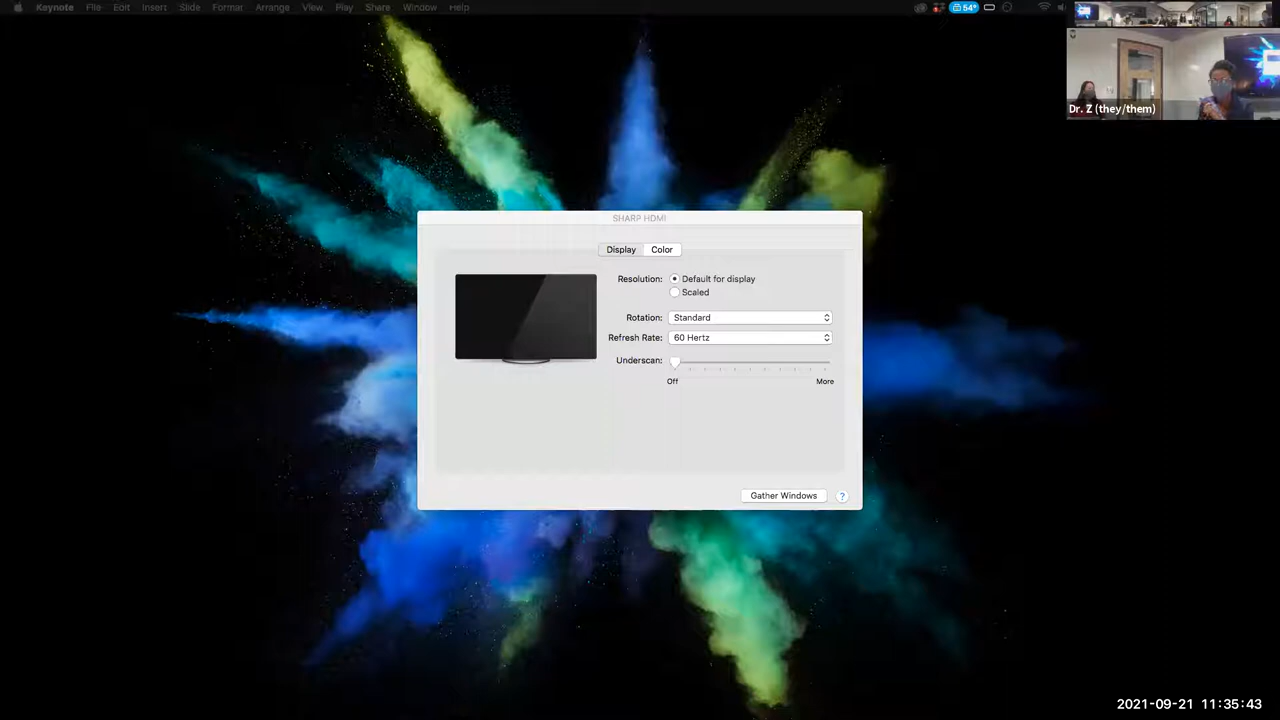 Keynote File Edit Insert Slide Format Arrange View Play Share Window Help 54°
Dr. Z (they/them)
SHARP HDMI
Display Color
Resolution: Default for display
Scaled
Rotation: Standard
Refresh Rate: 60 Hertz
Underscan:
Off More
Gather Windows ?
2021-09-21 11:35:43